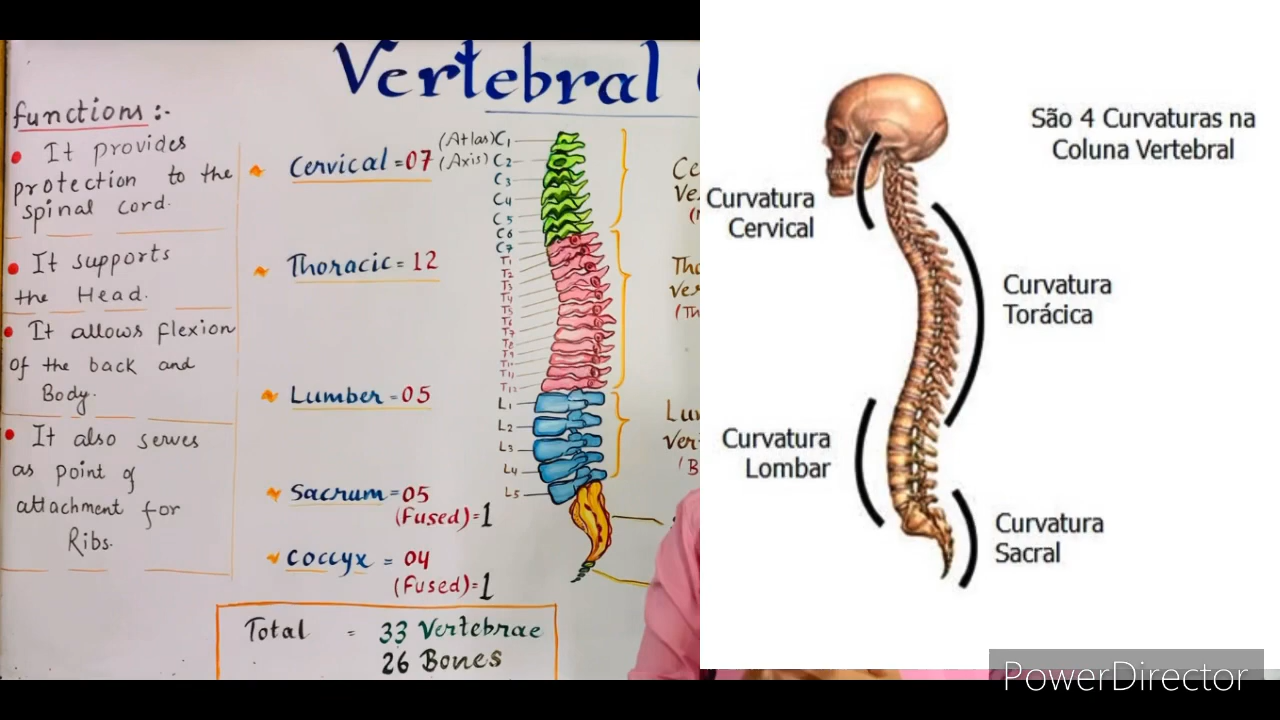 Vertebral
functions:-
It provides
protection to the
spinal cord.
It supports
the Head.
It allows flexion
of the back and
Body.
It also serves
as point of
attachment for
Ribs.
Cervical = 07
Thoracic = 12
Lumber = 05
Sacrum = 05
(Fused) = 1
Coccyx = 04
(Fused) = 1
Total = 33 Vertebrae
26 Bones
(Atlas) C1
(Axis) C2
C3
C4
C5
C6
C7
T1
T2
T3
T4
T5
T6
T7
T8
T9
T10
T11
T12
L1
L2
L3
L4
L5
São 4 Curvaturas na
Coluna Vertebral
Curvatura
Cervical
Curvatura
Torácica
Curvatura
Lombar
Curvatura
Sacral
PowerDirector